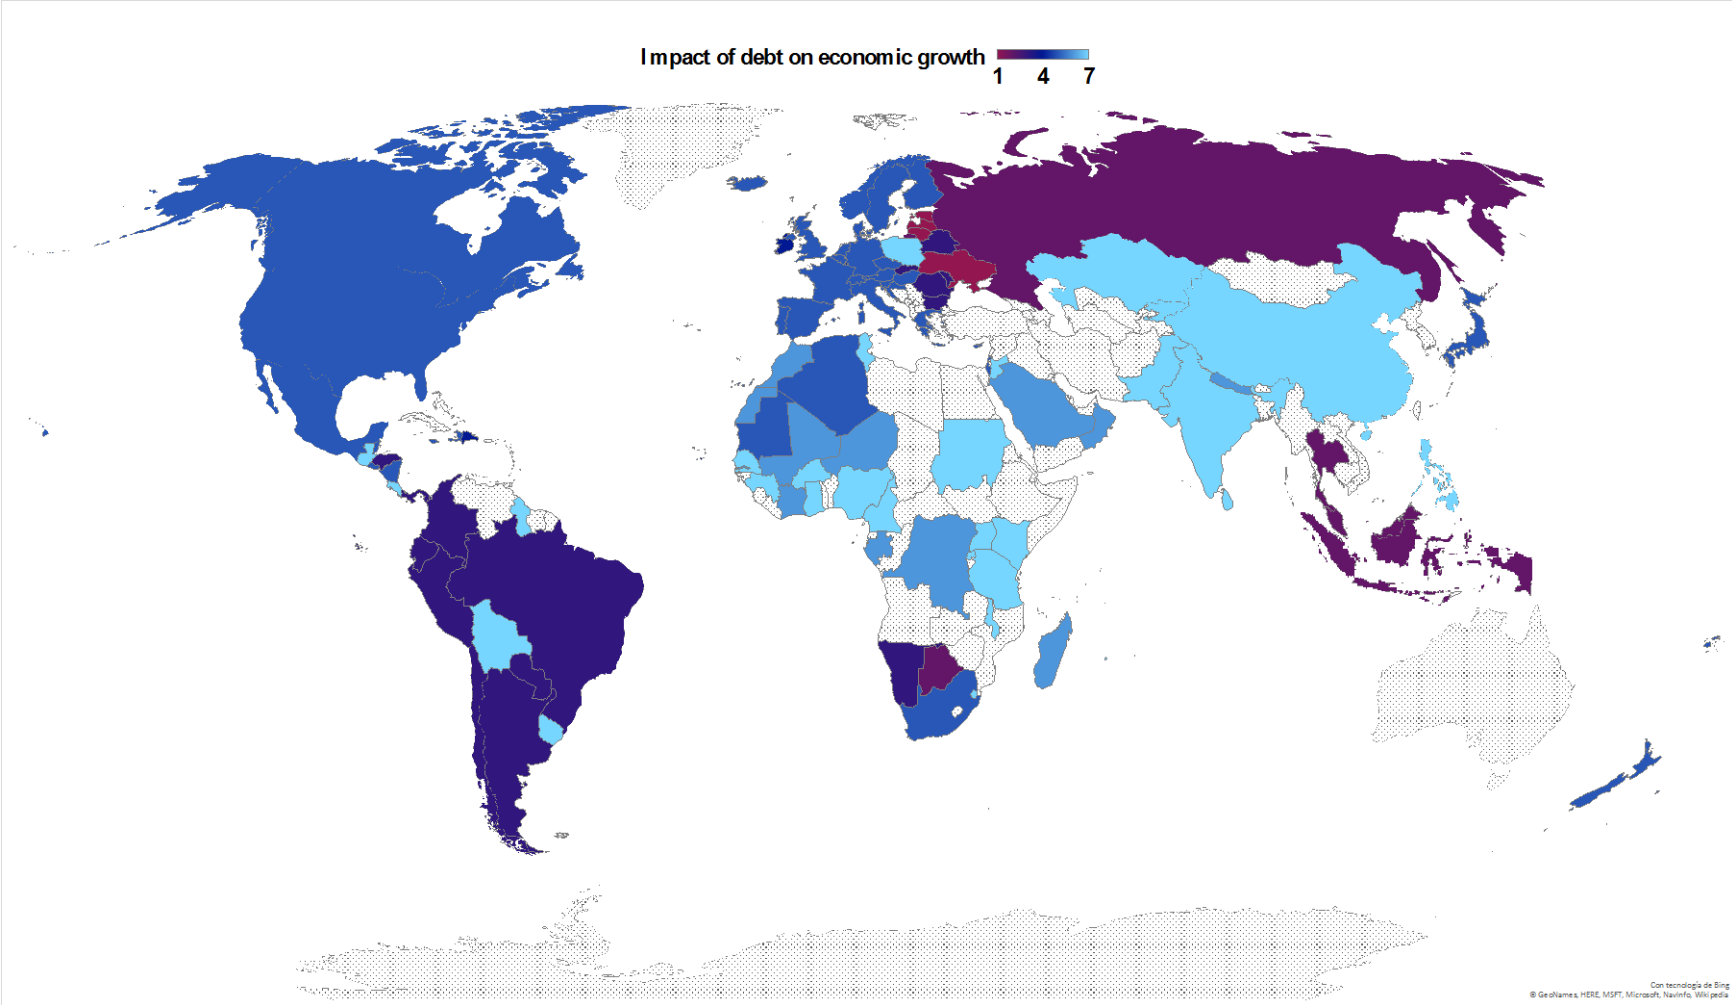 Impact of debt on economic growth
1 4 7
Con tecnología de Bing
© GeoNames, HERE, MSFT, Microsoft, NavInfo, Wikipedia